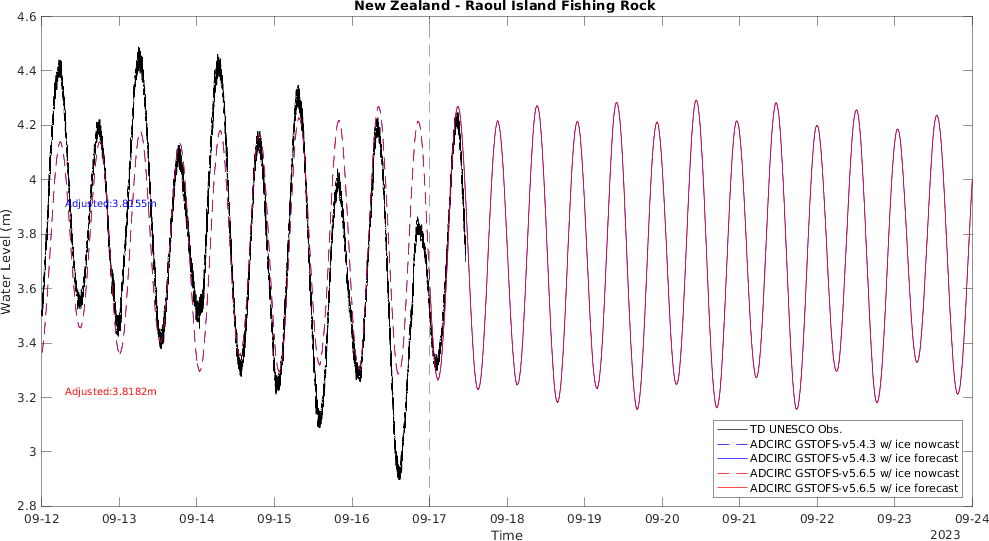 New Zealand - Raoul Island Fishing Rock
4.6
4.4
4.2
4
3.8
3.6
3.4
3.2
3
2.8
Water Level (m)
Adjusted:3.8155m
Adjusted:3.8182m
TD UNESCO Obs.
ADCIRC GSTOFS-v5.4.3 w/ ice nowcast
ADCIRC GSTOFS-v5.4.3 w/ ice forecast
ADCIRC GSTOFS-v5.6.5 w/ ice nowcast
ADCIRC GSTOFS-v5.6.5 w/ ice forecast
09-12 09-13 09-14 09-15 09-16 09-17 09-18 09-19 09-20 09-21 09-22 09-23 09-24
Time
2023